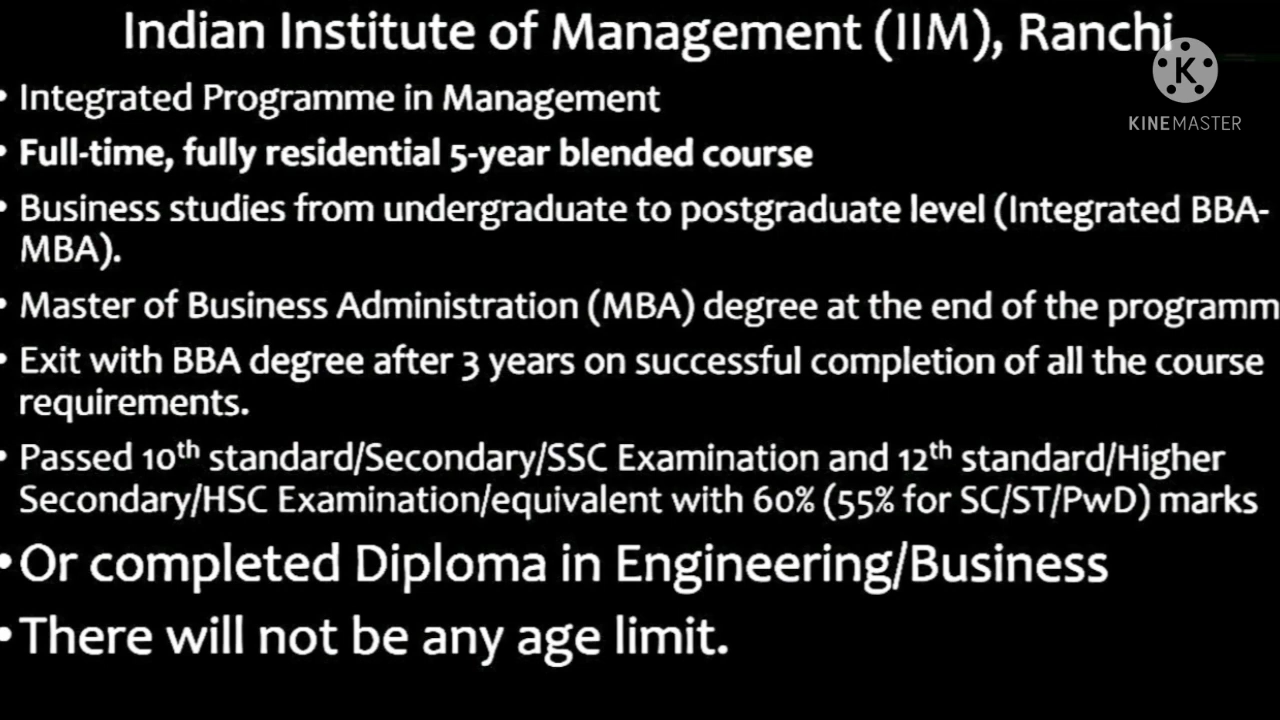 Indian Institute of Management (IIM), Ranchi
K
KINEMASTER
• Integrated Programme in Management
• Full-time, fully residential 5-year blended course
• Business studies from undergraduate to postgraduate level (Integrated BBA-
MBA).
• Master of Business Administration (MBA) degree at the end of the programm
• Exit with BBA degree after 3 years on successful completion of all the course
requirements.
• Passed 10th standard/Secondary/SSC Examination and 12th standard/Higher
Secondary/HSC Examination/equivalent with 60% (55% for SC/ST/PwD) marks
• Or completed Diploma in Engineering/Business
• There will not be any age limit.